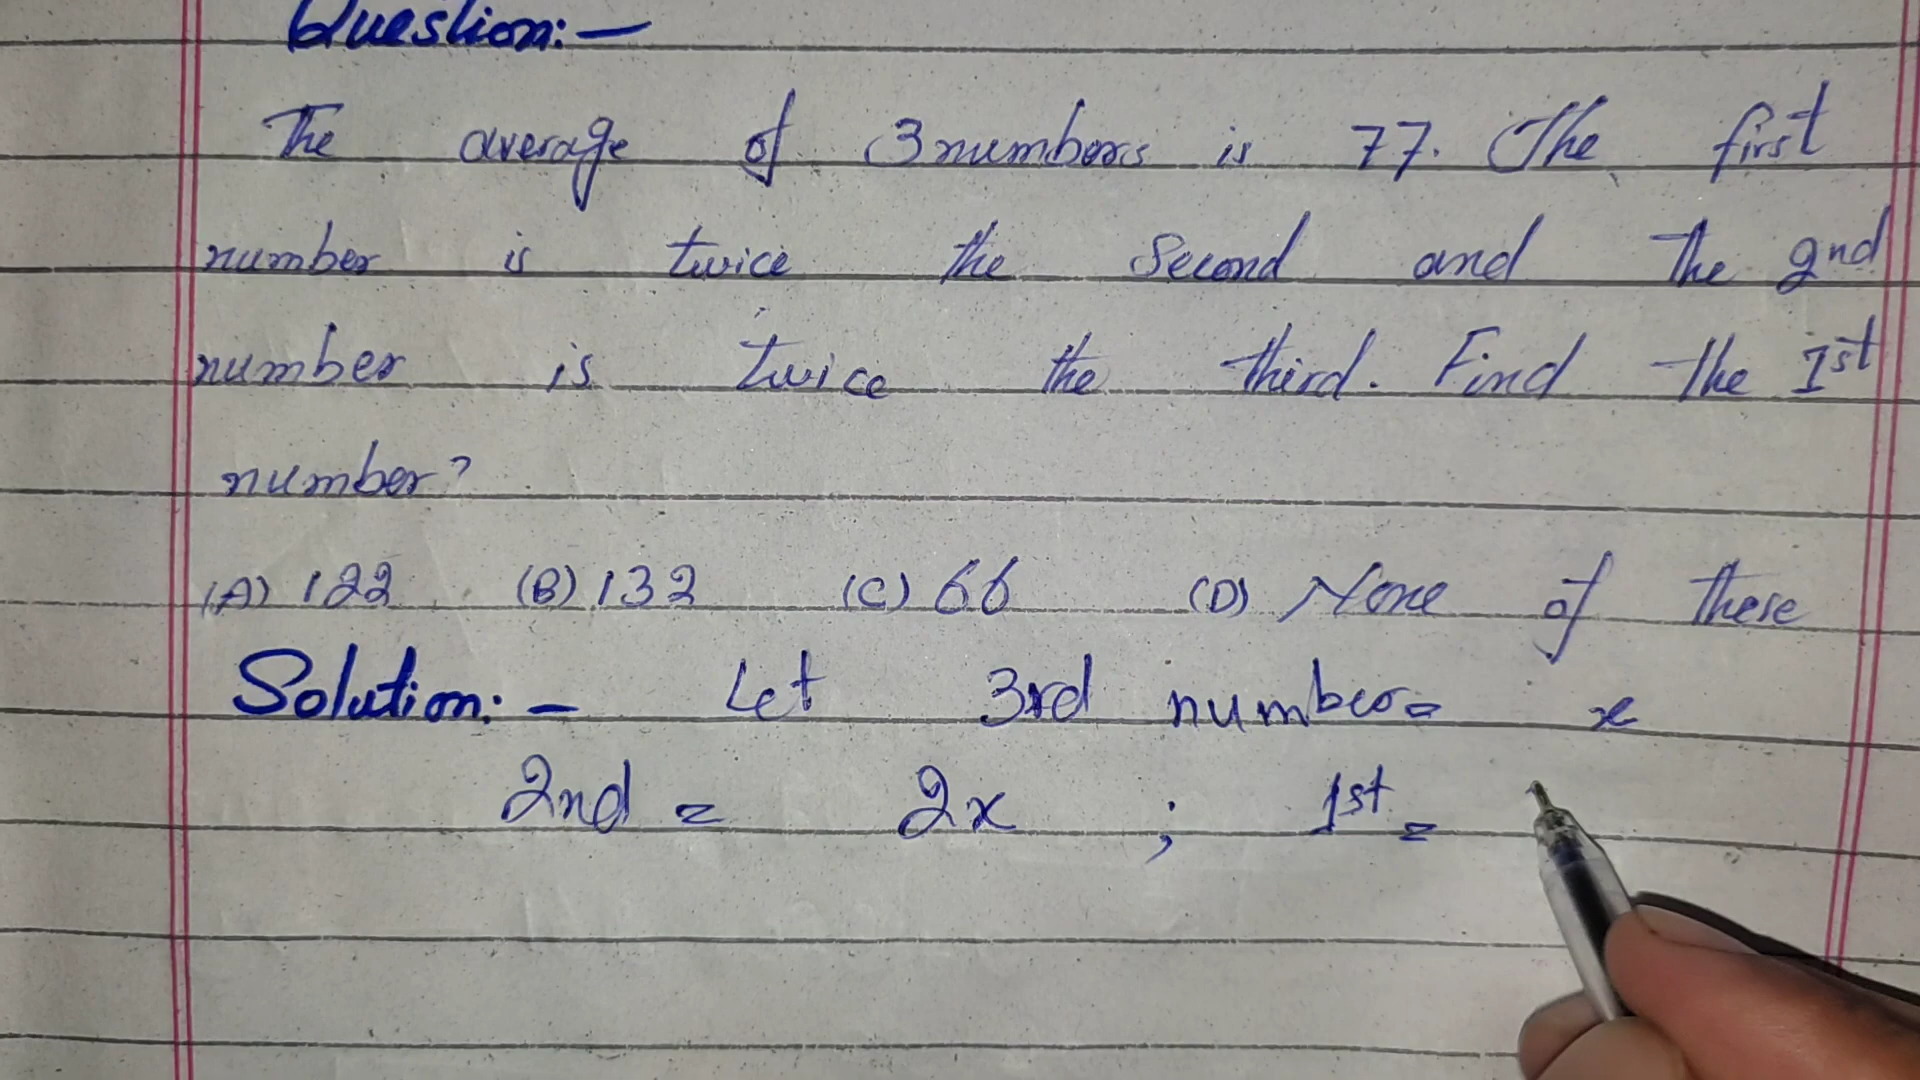 Question:-
The average of 3 numbers is 77. The first
number is twice the second and the 2nd
number is twice the third. Find the 1st
number?
(A) 122 (B) 132 (C) 66 (D) None of these
Solution:- Let 3rd number = x
2nd = 2x ; 1st =